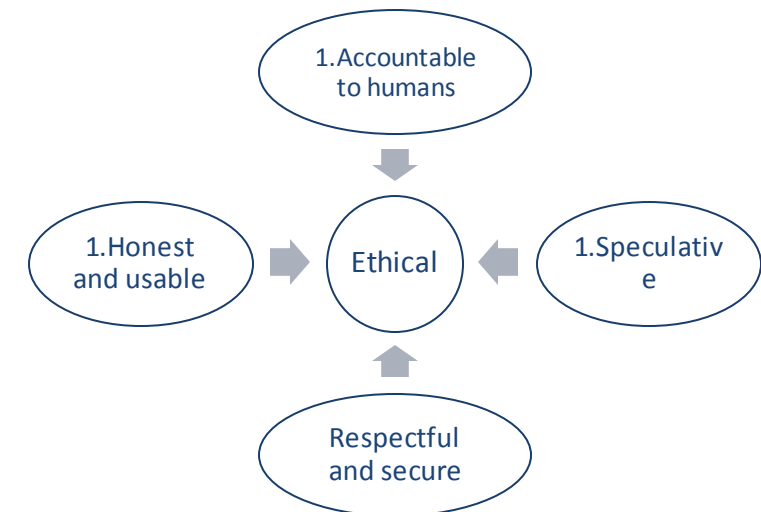 1.Accountable
to humans
1.Honest
and usable
Ethical
1.Speculativ
e
Respectful
and secure